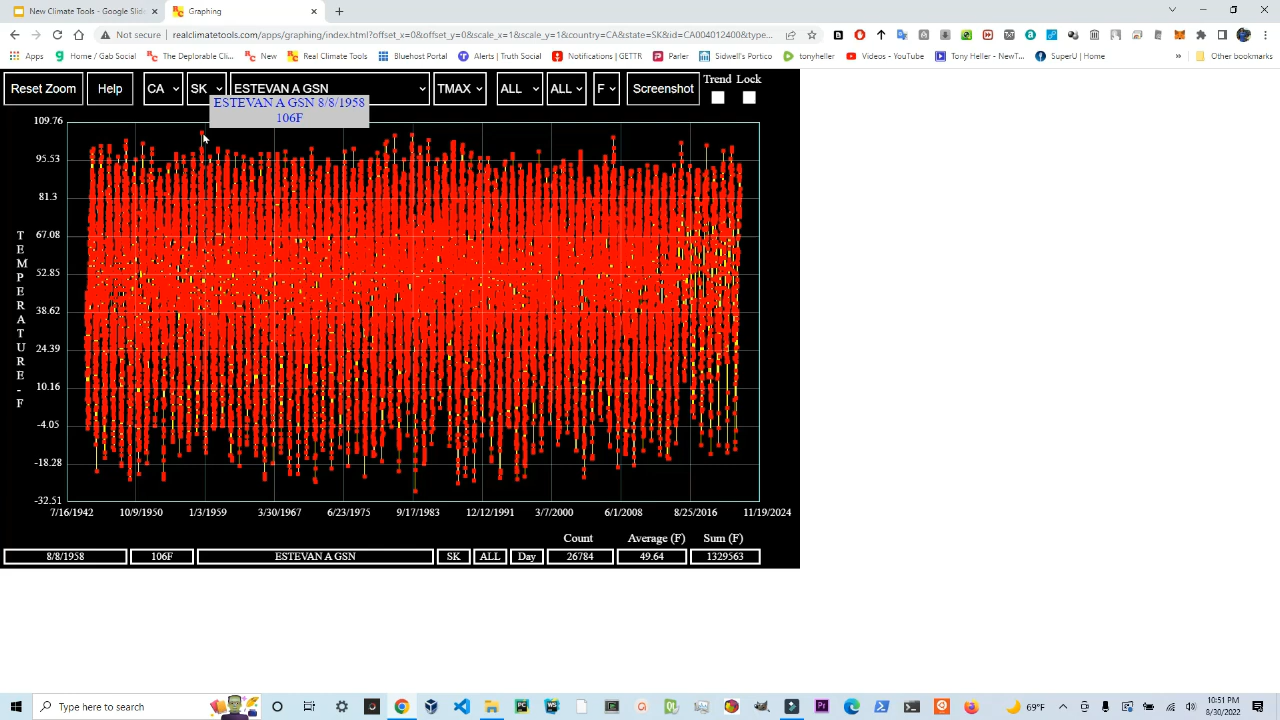 New Climate Tools - Google Slide
Graphing
Not secure | realclimatetools.com/apps/graphing/index.html?offset_x=0&offset_y=0&scale_x=1&scale_y=1&country=CA&state=SK&id=CA004012400&type...
Apps
Home / Gab Social
The Deplorable Cli...
New
Real Climate Tools
Bluehost Portal
Alerts | Truth Social
Notifications | GETTR
Parler
Sidwell's Portico
tonyheller
Videos - YouTube
Tony Heller - NewT...
SuperU | Home
»
Other bookmarks
Reset Zoom
Help
CA
SK
ESTEVAN A GSN
TMAX
ALL
ALL
F
Screenshot
Trend Lock
ESTEVAN A GSN 8/8/1958
106F
109.76
95.53
81.3
67.08
52.85
38.62
24.39
10.16
-4.05
-18.28
-32.51
TEMPERATURE - F
7/16/1942 10/9/1950 1/3/1959 3/30/1967 6/23/1975 9/17/1983 12/12/1991 3/7/2000 6/1/2008 8/25/2016 11/19/2024
Count Average (F) Sum (F)
8/8/1958 106F ESTEVAN A GSN SK ALL Day 26784 49.64 1329563
Type here to search
69°F
10:51 PM
8/30/2022